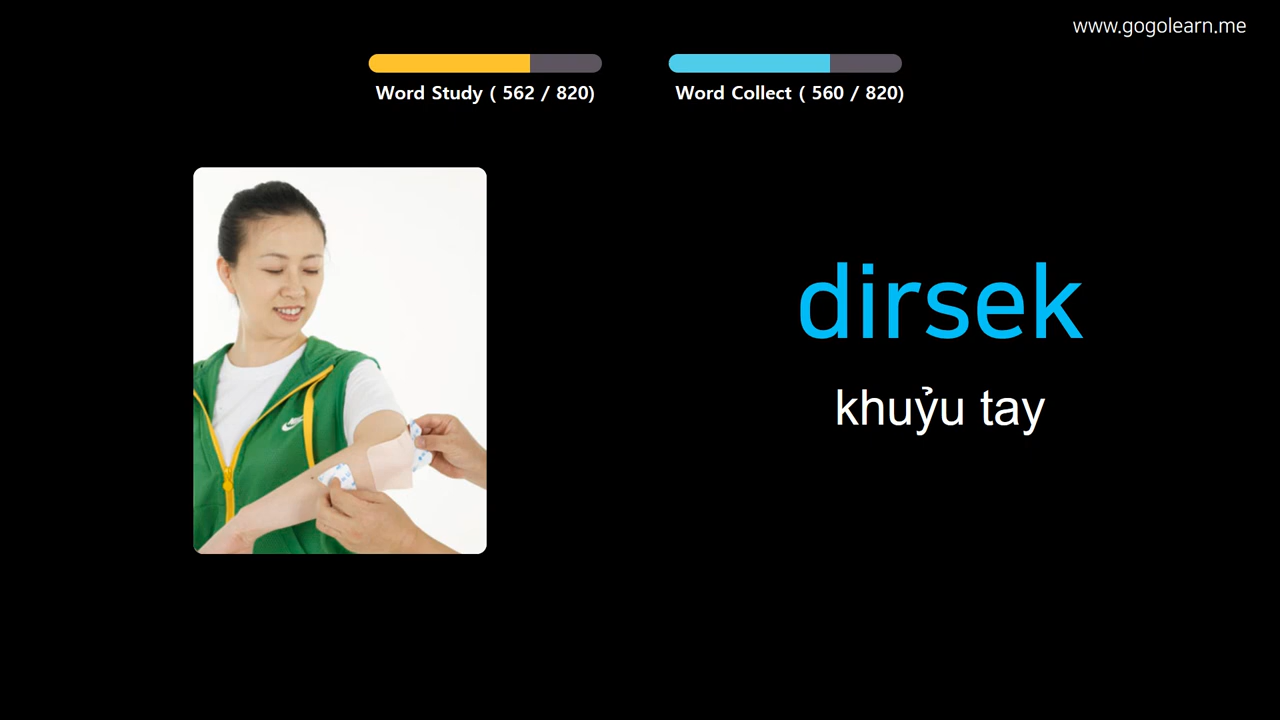 www.gogolearn.me
Word Study ( 562 / 820)
Word Collect ( 560 / 820)
dirsek
khuỷu tay